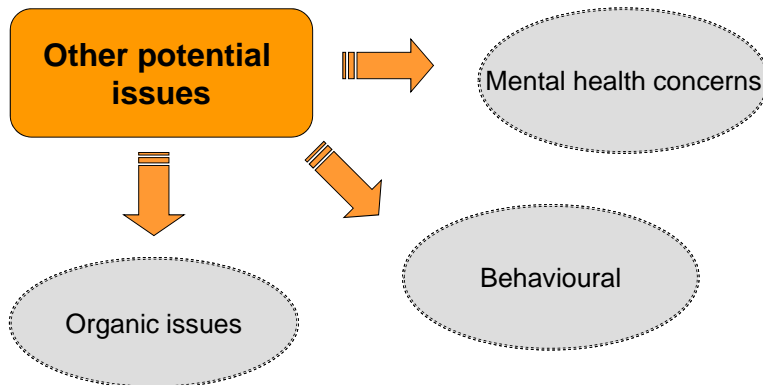 Other potential
issues
Mental health concerns
Behavioural
Organic issues